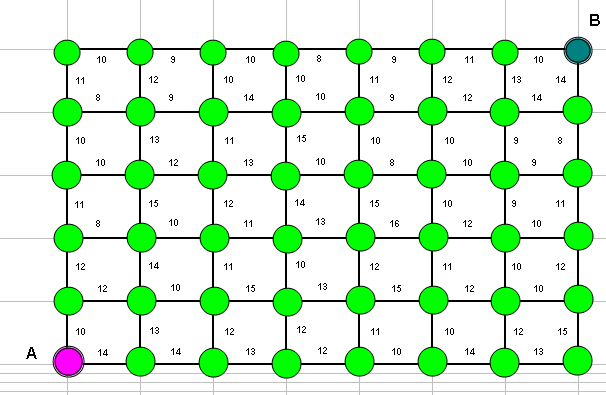 B
10 9 10 8 9 11 10
11 12 10 10 11 12 13 14
8 9 14 10 9 12 14
10 13 11 15 10 10 9 8
10 12 13 10 8 10 9
11 15 12 14 15 10 9 11
8 10 11 13 16 12 10
12 14 11 10 12 11 10 12
12 10 15 13 15 12 12
10 13 12 12 11 10 12 15
A 14 14 13 12 10 14 13